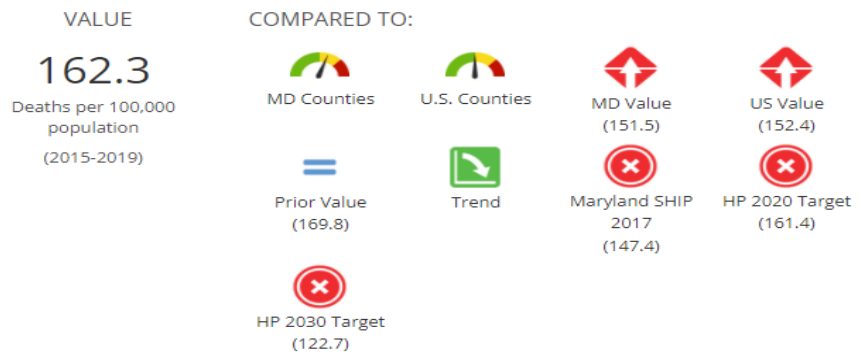 VALUE
COMPARED TO:
162.3
Deaths per 100,000
population
(2015-2019)
MD Counties
U.S. Counties
MD Value
(151.5)
US Value
(152.4)
Prior Value
(169.8)
Trend
Maryland SHIP
2017
(147.4)
HP 2020 Target
(161.4)
HP 2030 Target
(122.7)